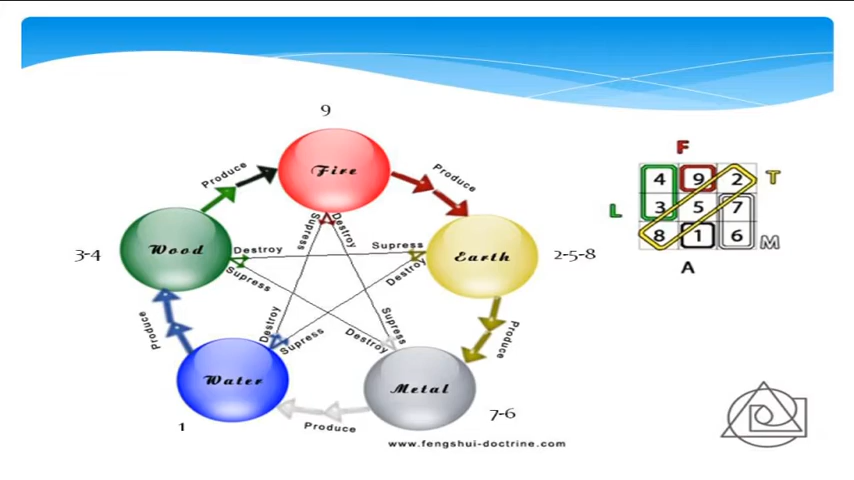 9
Fire
Produce
Produce
Supress
Destroy
Wood
3-4
Destroy
Supress
Supress
Destroy
Earth
2-5-8
Produce
Produce
Destroy
Supress
Supress
Destroy
Water
1
Metal
7-6
Produce
www.fengshui-doctrine.com
F
4 9 2
T
L
3 5 7
8 1 6
M
A